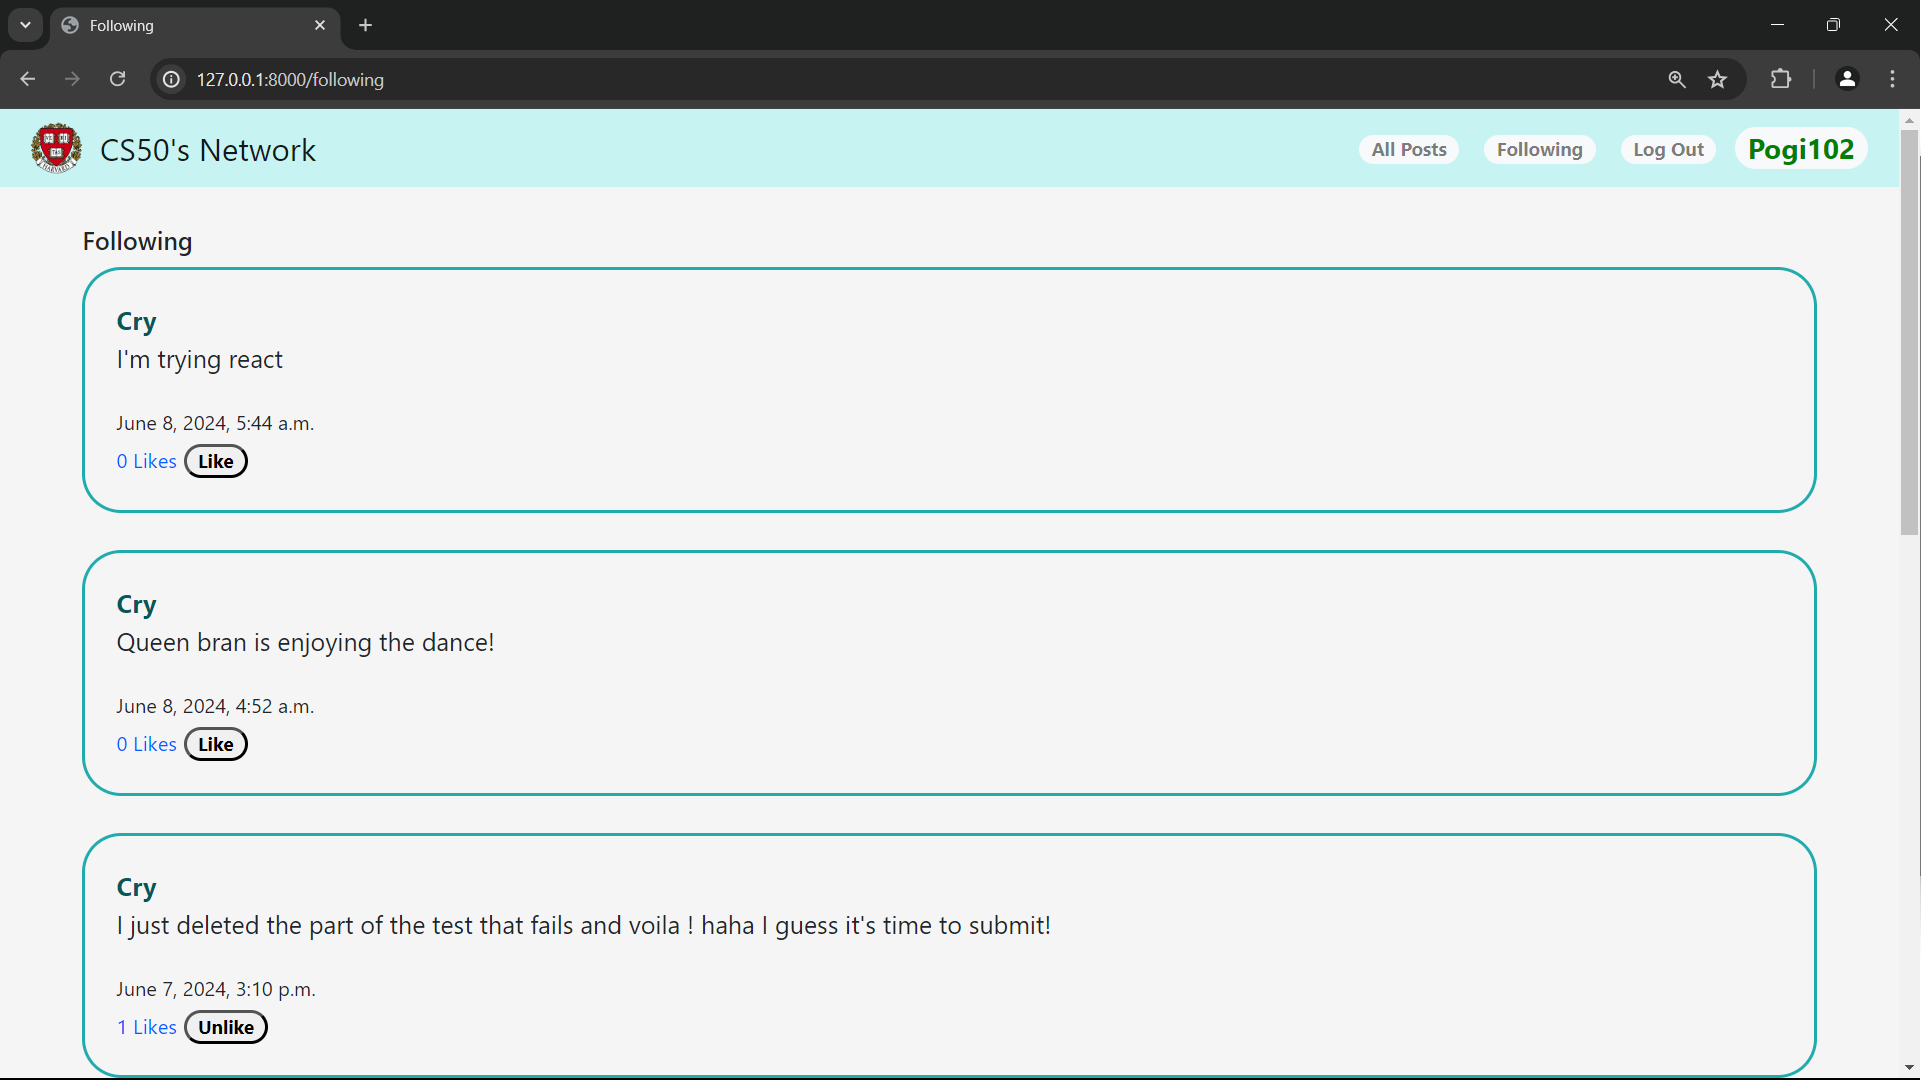 Following
127.0.0.1:8000/following
CS50's Network
All Posts
Following
Log Out
Pogi102
Following
Cry
I'm trying react
June 8, 2024, 5:44 a.m.
0 Likes Like
Cry
Queen bran is enjoying the dance!
June 8, 2024, 4:52 a.m.
0 Likes Like
Cry
I just deleted the part of the test that fails and voila ! haha I guess it's time to submit!
June 7, 2024, 3:10 p.m.
1 Likes Unlike